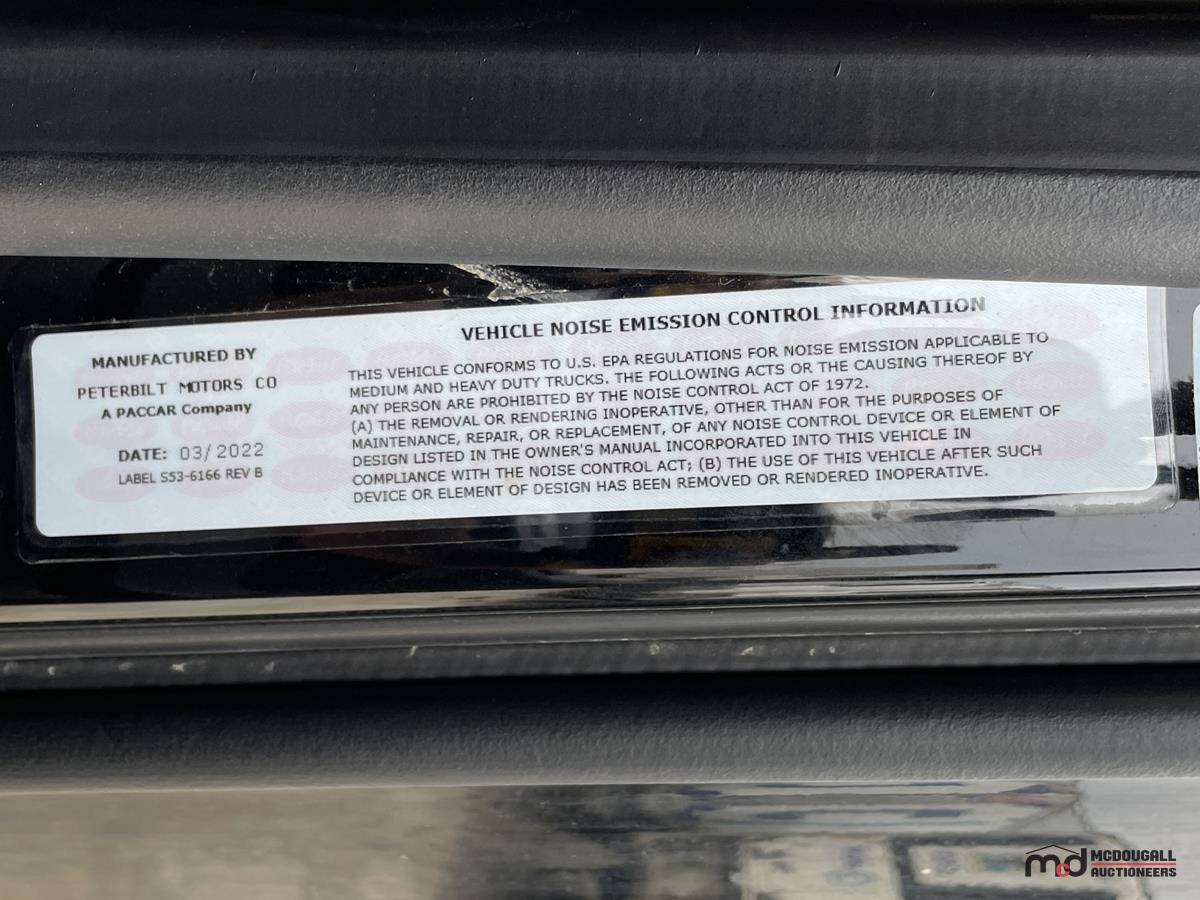 MANUFACTURED BY
PETERBILT MOTORS CO
A PACCAR Company
DATE: 03/2022
LABEL S53-6166 REV B
VEHICLE NOISE EMISSION CONTROL INFORMATION
THIS VEHICLE CONFORMS TO U.S. EPA REGULATIONS FOR NOISE EMISSION APPLICABLE TO
MEDIUM AND HEAVY DUTY TRUCKS. THE FOLLOWING ACTS OR THE CAUSING THEREOF BY
ANY PERSON ARE PROHIBITED BY THE NOISE CONTROL ACT OF 1972.
(A) THE REMOVAL OR RENDERING INOPERATIVE, OTHER THAN FOR THE PURPOSES OF
MAINTENANCE, REPAIR, OR REPLACEMENT, OF ANY NOISE CONTROL DEVICE OR ELEMENT OF
DESIGN LISTED IN THE OWNER'S MANUAL INCORPORATED INTO THIS VEHICLE IN
COMPLIANCE WITH THE NOISE CONTROL ACT; (B) THE USE OF THIS VEHICLE AFTER SUCH
DEVICE OR ELEMENT OF DESIGN HAS BEEN REMOVED OR RENDERED INOPERATIVE.
mcd MCDOUGALL
AUCTIONEERS